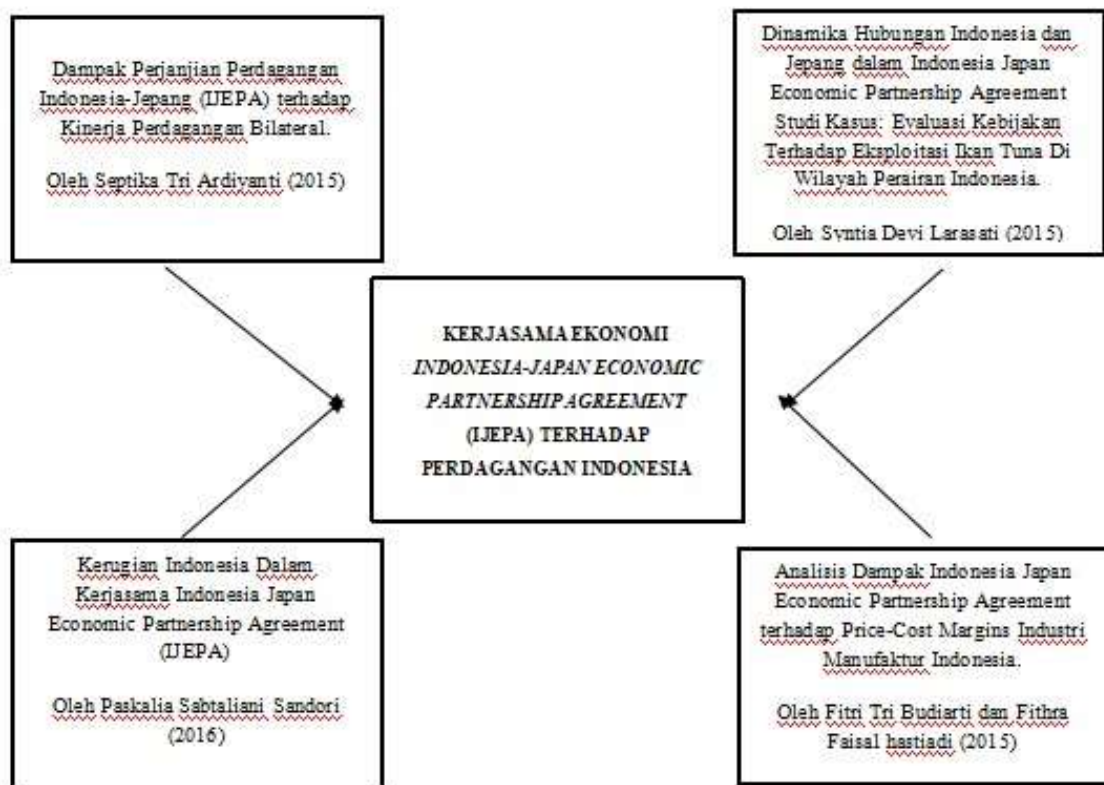 Dampak Perjanjian Perdagangan
Indonesia-Jepang (IJEPA) terhadap
Kinerja Perdagangan Bilateral.
Oleh Septika Tri Ardiyanti (2015)
Dinamika Hubungan Indonesia dan
Jepang dalam Indonesia Japan
Economic Partnership Agreement
Studi Kasus: Evaluasi Kebijakan
Terhadap Eksploitasi Ikan Tuna Di
Wilayah Perairan Indonesia.
Oleh Syntia Devi Larasati (2015)
KERJASAMA EKONOMI
INDONESIA-JAPAN ECONOMIC
PARTNERSHIP AGREEMENT
(IJEPA) TERHADAP
PERDAGANGAN INDONESIA
Kerugian Indonesia Dalam
Kerjasama Indonesia Japan
Economic Partnership Agreement
(IJEPA)
Oleh Paskalia Sabtaliani Sandori
(2016)
Analisis Dampak Indonesia Japan
Economic Partnership Agreement
terhadap Price-Cost Margins Industri
Manufaktur Indonesia.
Oleh Fitri Tri Budiarti dan Fithra
Faisal hastiadi (2015)